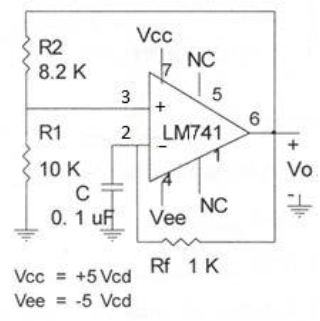 Vcc
R2
8.2 K
7
NC
5
3
+
6
2
LM741
-
R1
10 K
1
+
Vo
-
4
C
0. 1 uF
Vee
NC
Rf 1 K
Vcc = +5 Vcd
Vee = -5 Vcd